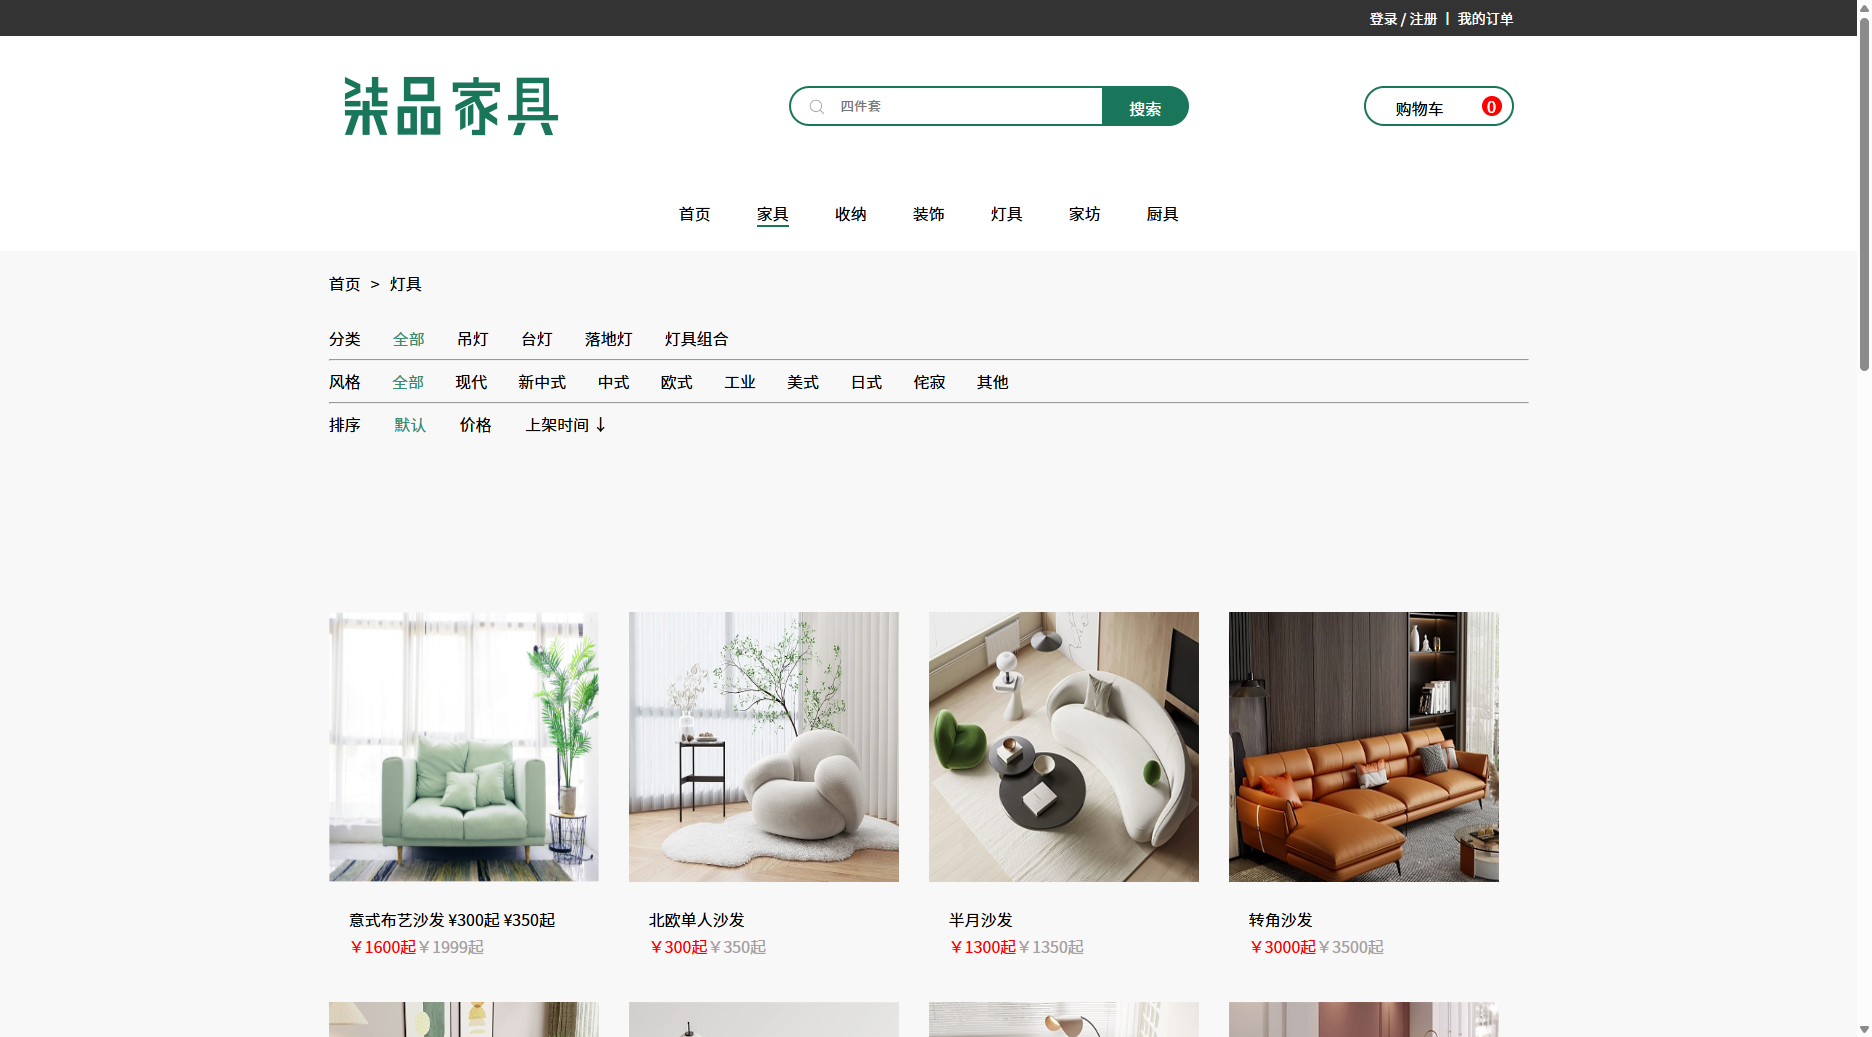 登录 / 注册 | 我的订单
柒品家具
四件套
搜索
购物车 0
首页 家具 收纳 装饰 灯具 家坊 厨具
首页 > 灯具
分类 全部 吊灯 台灯 落地灯 灯具组合
风格 全部 现代 新中式 中式 欧式 工业 美式 日式 侘寂 其他
排序 默认 价格 上架时间 ↓
意式布艺沙发 ¥300起 ¥350起
￥1600起￥1999起
北欧单人沙发
￥300起￥350起
半月沙发
￥1300起￥1350起
转角沙发
￥3000起￥3500起